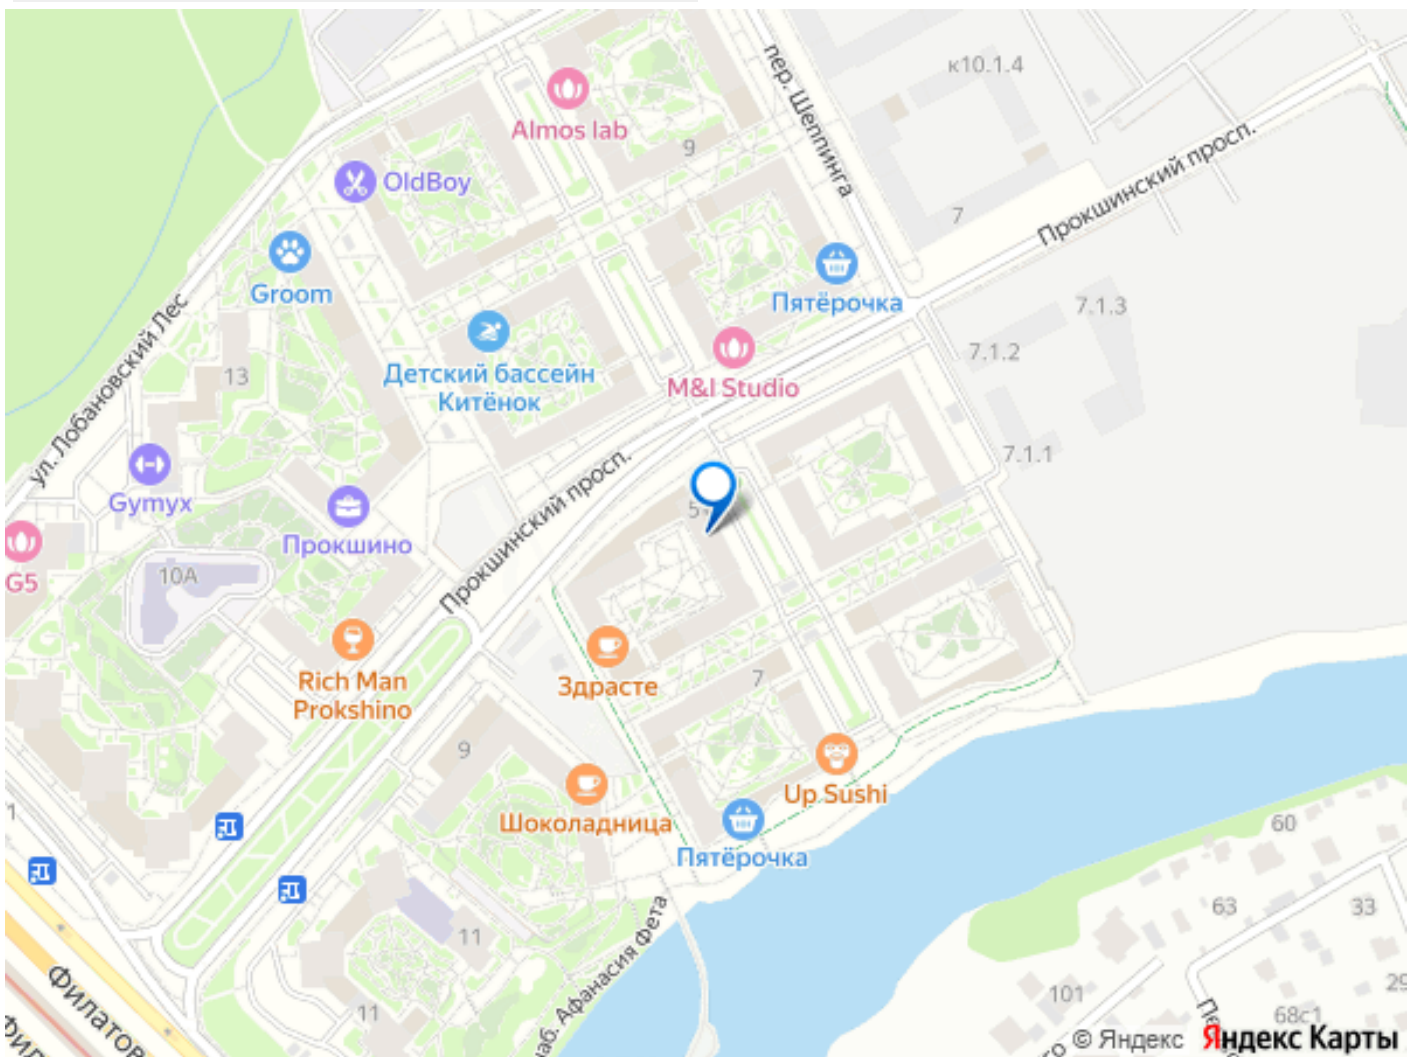 к10.1.4
пер. Шеппинга
Almos lab
9
Прокшинский просп.
OldBoy
7
Groom
Пятёрочка
7.1.3
7.1.2
ул. Лобановский Лес
13
Детский бассейн
Китёнок
M&I Studio
7.1.1
Gymyx
Прокшинский просп.
Прокшино
G5
10А
Rich Man
Prokshino
Здрасте
7
9
Шоколадница
Up Sushi
Пятёрочка
60
63
33
11
наб. Афанасия Фета
11
101
68с1
29
1
© Яндекс
Яндекс Карты